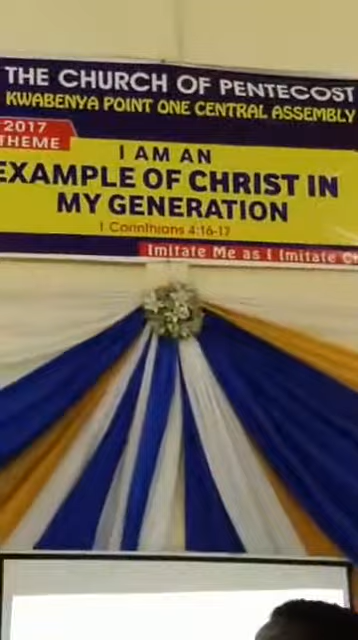 THE CHURCH OF PENTECOST
KWABENYA POINT ONE CENTRAL ASSEMBLY
2017
THEME
I AM AN
EXAMPLE OF CHRIST IN
MY GENERATION
1 Corinthians 4:16-17
Imitate Me as I Imitate